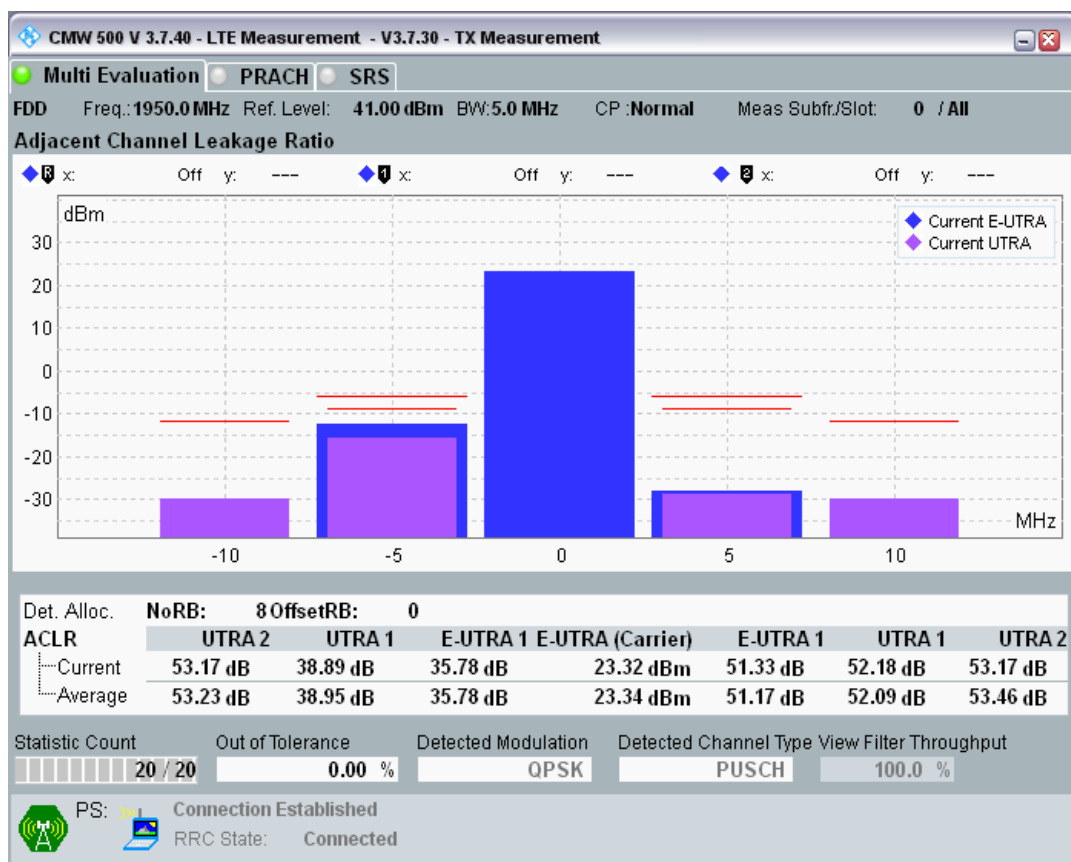 CMW 500 V 3.7.40 - LTE Measurement - V3.7.30 - TX Measurement
Multi Evaluation PRACH SRS
FDD Freq.: 1950.0 MHz Ref. Level: 41.00 dBm BW: 5.0 MHz CP : Normal Meas Subfr./Slot: 0 / All
Adjacent Channel Leakage Ratio
R x: Off y: --- 1 x: Off y: --- 2 x: Off y: ---
dBm
Current E-UTRA
Current UTRA
30
20
10
0
-10
-20
-30
MHz
-10 -5 0 5 10
Det. Alloc. NoRB: 8 OffsetRB: 0
ACLR UTRA 2 UTRA 1 E-UTRA 1 E-UTRA (Carrier) E-UTRA 1 UTRA 1 UTRA 2
Current 53.17 dB 38.89 dB 35.78 dB 23.32 dBm 51.33 dB 52.18 dB 53.17 dB
Average 53.23 dB 38.95 dB 35.78 dB 23.34 dBm 51.17 dB 52.09 dB 53.46 dB
Statistic Count Out of Tolerance Detected Modulation Detected Channel Type View Filter Throughput
20 / 20 0.00 % QPSK PUSCH 100.0 %
PS: Connection Established
RRC State: Connected